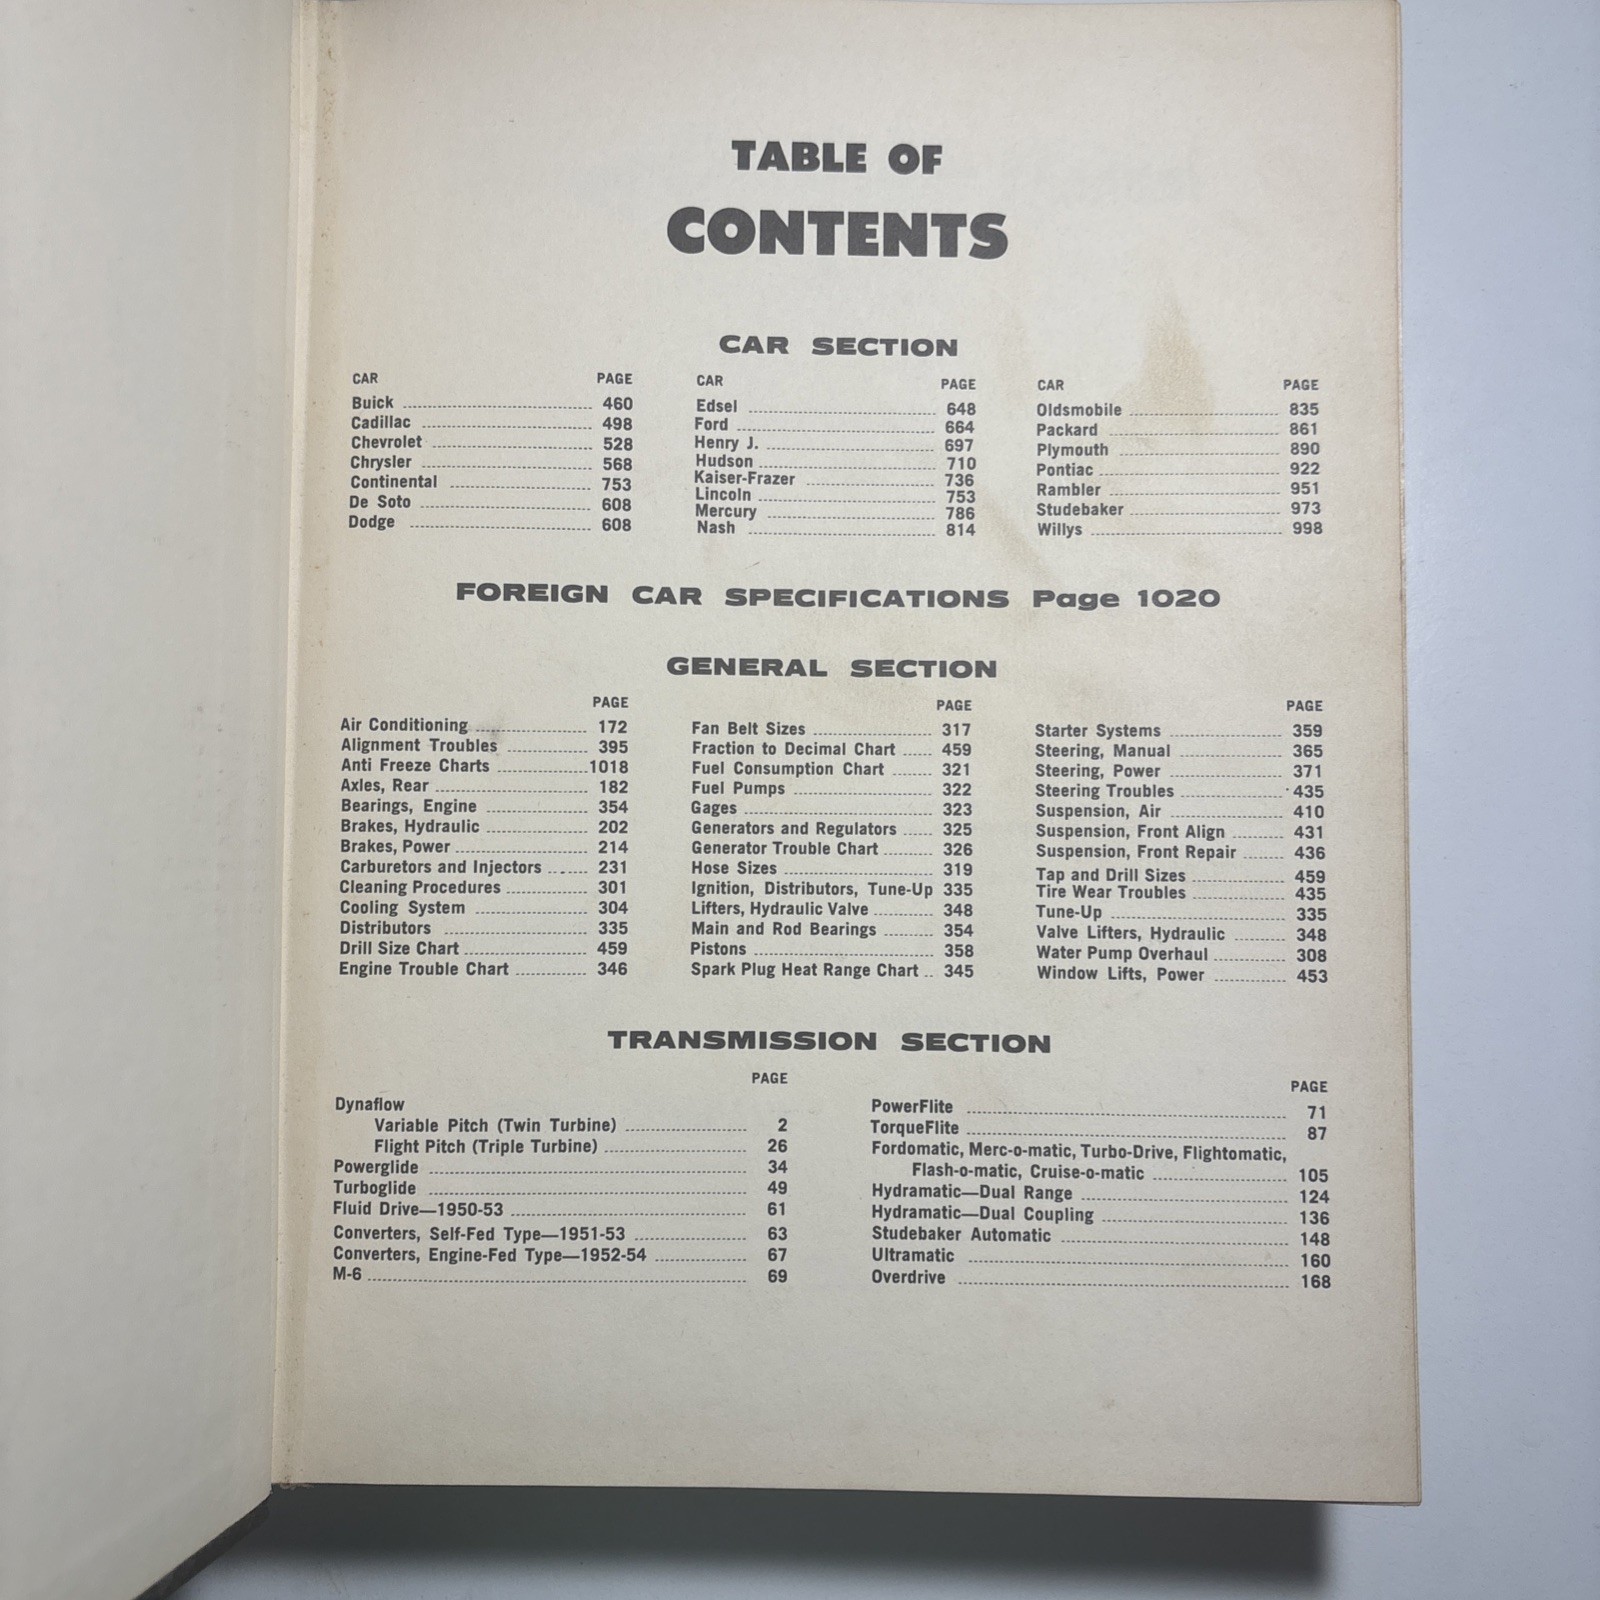 TABLE OF
CONTENTS
CAR SECTION
CAR PAGE
Buick 460
Cadillac 498
Chevrolet 528
Chrysler 568
Continental 753
De Soto 608
Dodge 608
CAR PAGE
Edsel 648
Ford 664
Henry J. 697
Hudson 710
Kaiser-Frazer 736
Lincoln 753
Mercury 786
Nash 814
CAR PAGE
Oldsmobile 835
Packard 861
Plymouth 890
Pontiac 922
Rambler 951
Studebaker 973
Willys 998
FOREIGN CAR SPECIFICATIONS Page 1020
GENERAL SECTION
PAGE
Air Conditioning 172
Alignment Troubles 395
Anti Freeze Charts 1018
Axles, Rear 182
Bearings, Engine 354
Brakes, Hydraulic 202
Brakes, Power 214
Carburetors and Injectors 231
Cleaning Procedures 301
Cooling System 304
Distributors 335
Drill Size Chart 459
Engine Trouble Chart 346
PAGE
Fan Belt Sizes 317
Fraction to Decimal Chart 459
Fuel Consumption Chart 321
Fuel Pumps 322
Gages 323
Generators and Regulators 325
Generator Trouble Chart 326
Hose Sizes 319
Ignition, Distributors, Tune-Up 335
Lifters, Hydraulic Valve 348
Main and Rod Bearings 354
Pistons 358
Spark Plug Heat Range Chart 345
PAGE
Starter Systems 359
Steering, Manual 365
Steering, Power 371
Steering Troubles 435
Suspension, Air 410
Suspension, Front Align 431
Suspension, Front Repair 436
Tap and Drill Sizes 459
Tire Wear Troubles 435
Tune-Up 335
Valve Lifters, Hydraulic 348
Water Pump Overhaul 308
Window Lifts, Power 453
TRANSMISSION SECTION
PAGE
Dynaflow
Variable Pitch (Twin Turbine) 2
Flight Pitch (Triple Turbine) 26
Powerglide 34
Turboglide 49
Fluid Drive—1950-53 61
Converters, Self-Fed Type—1951-53 63
Converters, Engine-Fed Type—1952-54 67
M-6 69
PAGE
PowerFlite 71
TorqueFlite 87
Fordomatic, Merc-o-matic, Turbo-Drive, Flightomatic,
Flash-o-matic, Cruise-o-matic 105
Hydramatic—Dual Range 124
Hydramatic—Dual Coupling 136
Studebaker Automatic 148
Ultramatic 160
Overdrive 168